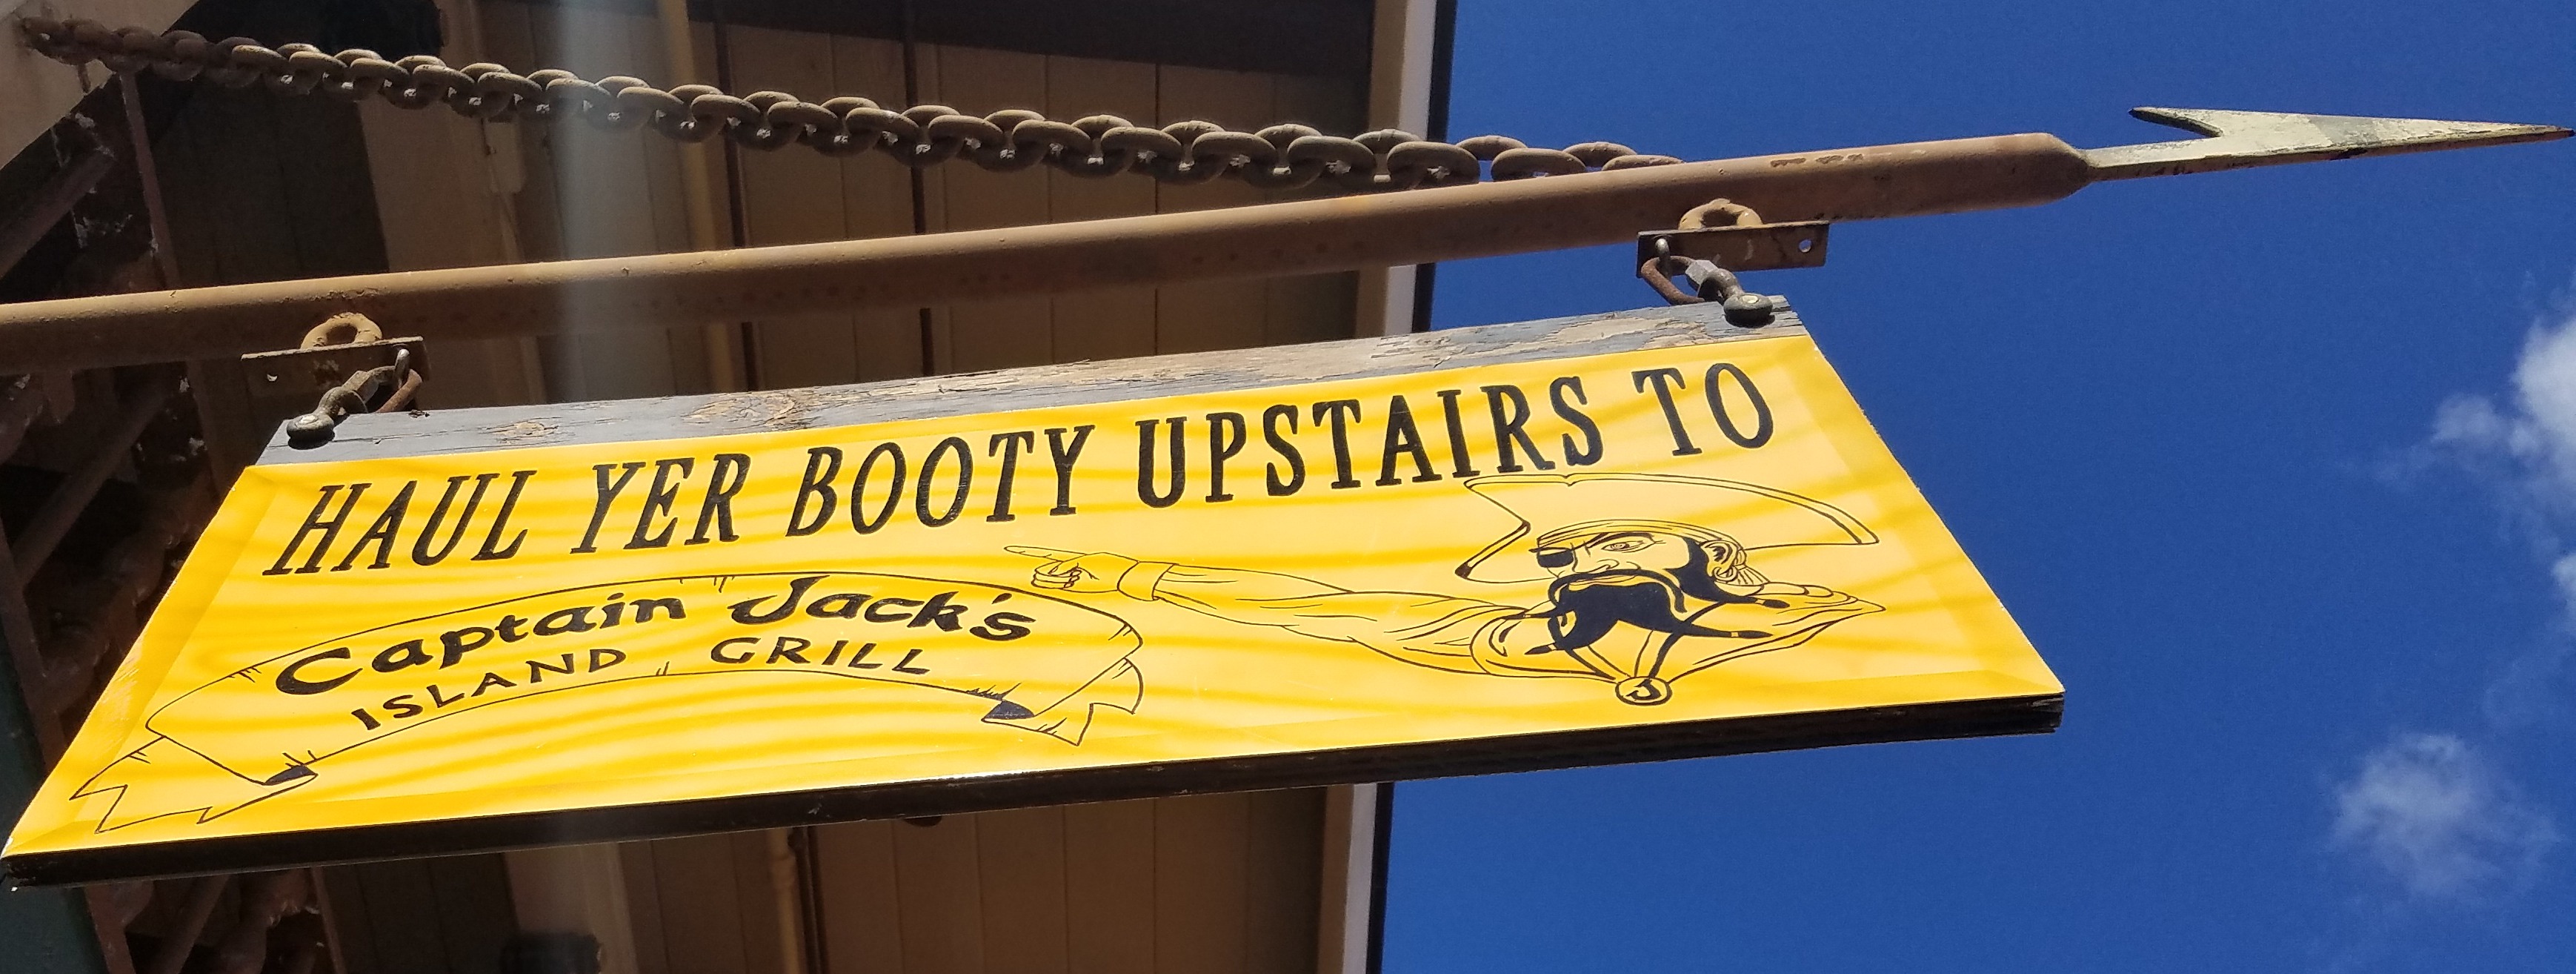 HAUL YER BOOTY UPSTAIRS TO
Captain Jack's
ISLAND GRILL
J